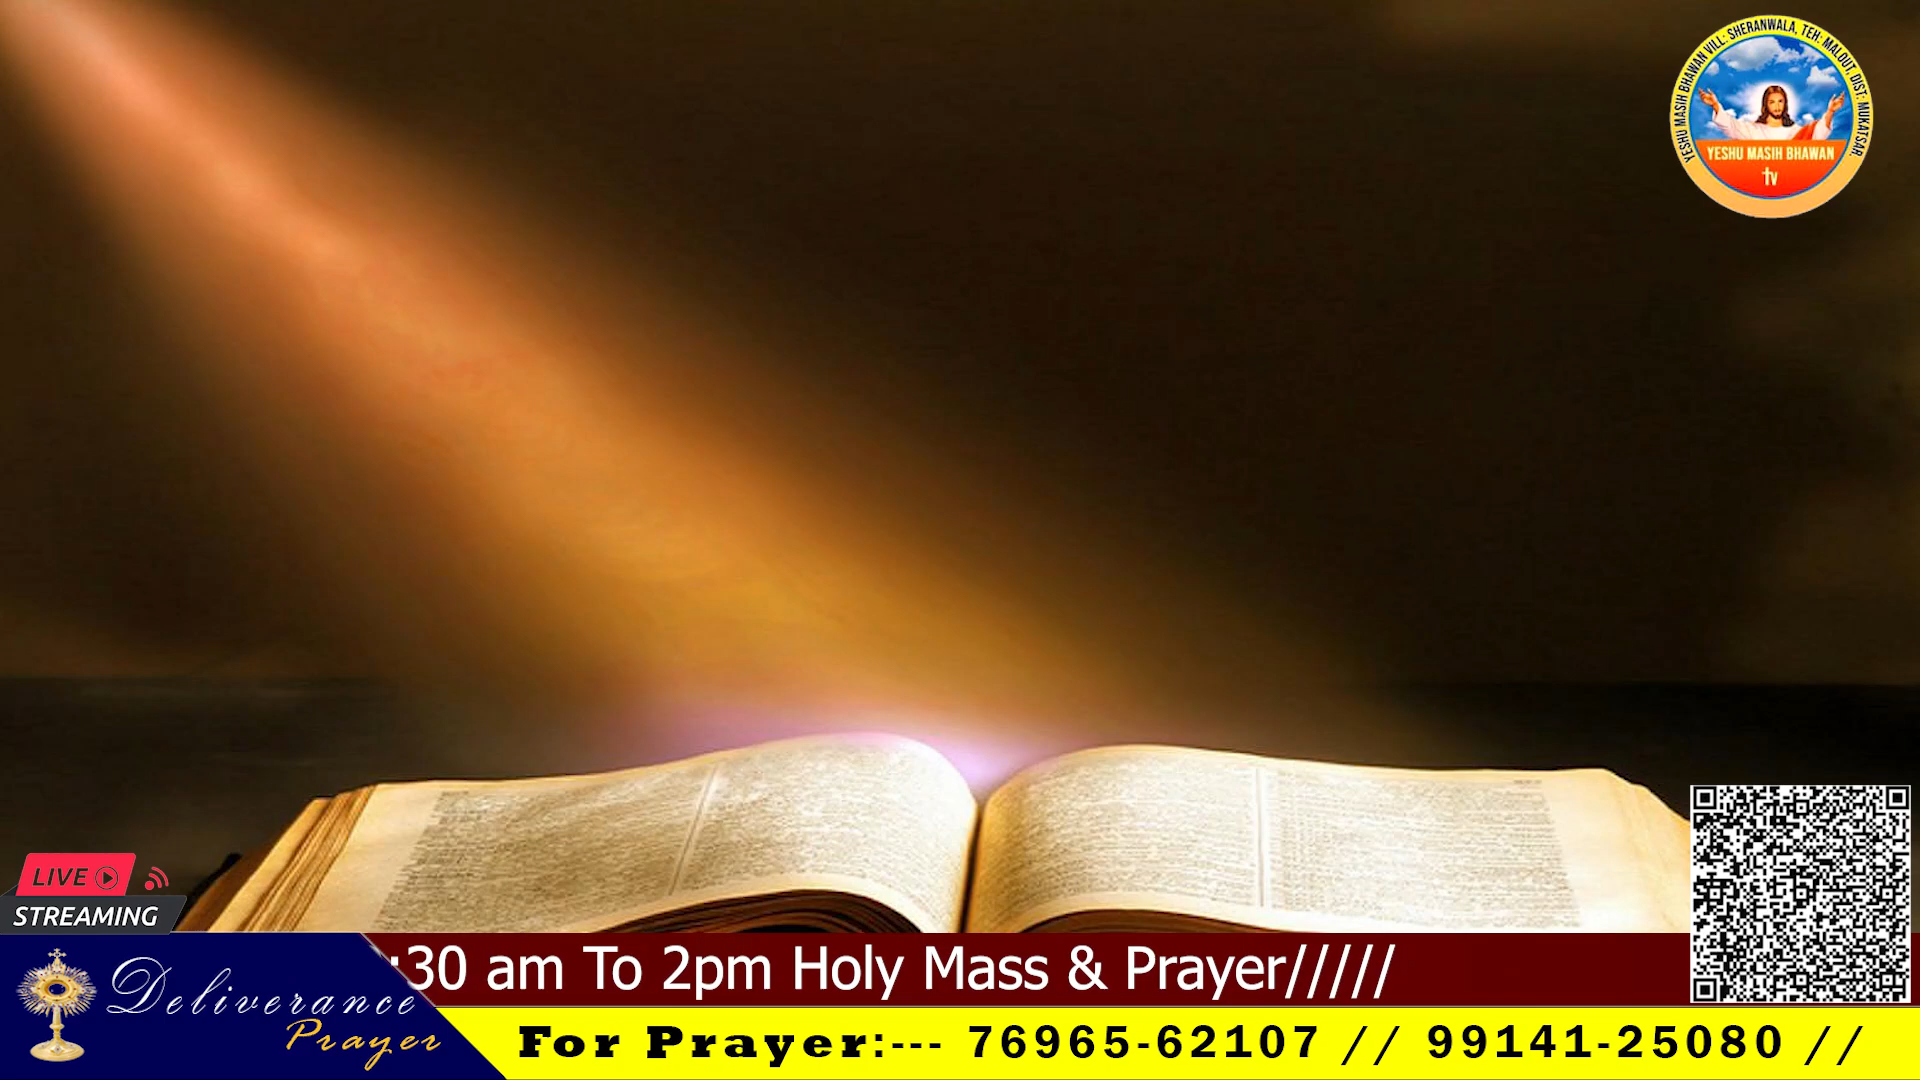 YESHU MASIH BHAWAN VILL: SHERANWALA, TEH: MALOUT, DIST: MUKATSAR.
YESHU MASIH BHAWAN
tv
LIVE
STREAMING
:30 am To 2pm Holy Mass & Prayer/////
Deliverance
Prayer
For Prayer:--- 76965-62107 // 99141-25080 //